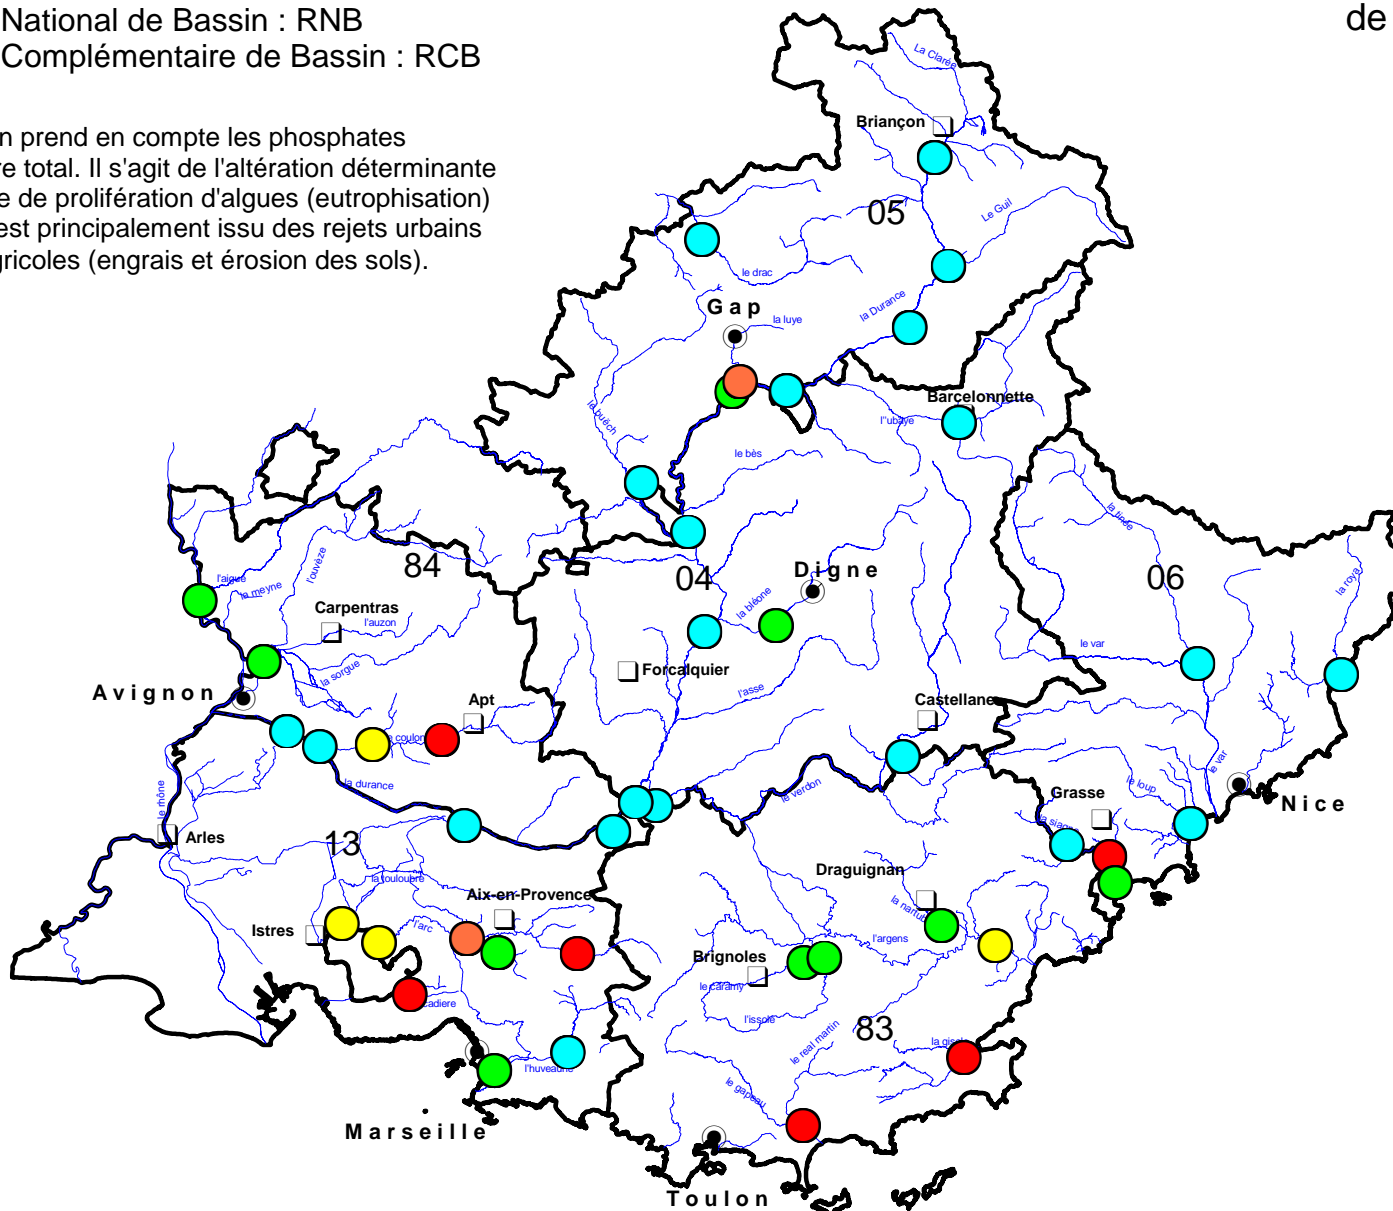 National de Bassin : RNB
Complémentaire de Bassin : RCB
de
n prend en compte les phosphates
re total. Il s'agit de l'altération déterminante
e de prolifération d'algues (eutrophisation)
est principalement issu des rejets urbains
gricoles (engrais et érosion des sols).
La Clarée
Briançon
05
Le Guil
le drac
la Durance
Gap
la luye
Barcelonnette
l'ubaye
le buëch
le bès
la tinée
84
04
Digne
06
l'aigue
la meyne
l'ouvèze
la roya
Carpentras
l'auzon
la bléone
le var
la sorgue
Forcalquier
Avignon
l'asse
Apt
Castellane
coulon
le var
la durance
le verdon
le loup
Grasse
Nice
le rhône
Arles
la siagne
13
Draguignan
la touloubre
Aix-en-Provence
la nartub
Istres
l'arc
l'argens
Brignoles
le caramy
cadiere
l'issole
83
le real martin
la gisc
l'huveaune
le gapeau
Marseille
Toulon